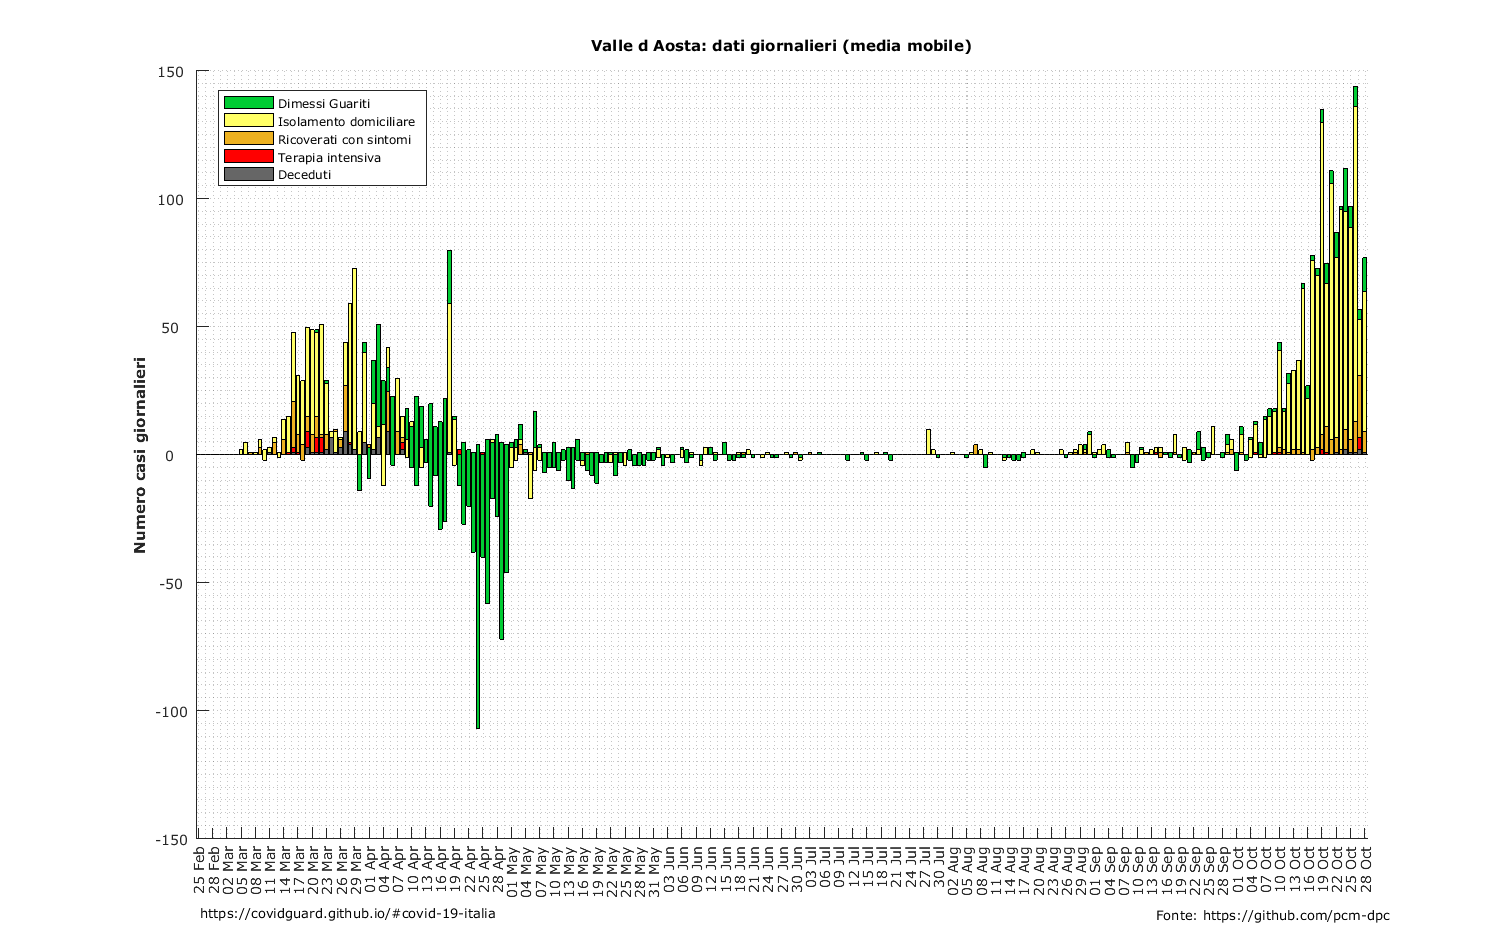 Valle d Aosta: dati giornalieri (media mobile)
150
100
50
0
-50
-100
-150
Numero casi giornalieri
Dimessi Guariti
Isolamento domiciliare
Ricoverati con sintomi
Terapia intensiva
Deceduti
25 Feb
28 Feb
02 Mar
05 Mar
08 Mar
11 Mar
14 Mar
17 Mar
20 Mar
23 Mar
26 Mar
29 Mar
01 Apr
04 Apr
07 Apr
10 Apr
13 Apr
16 Apr
19 Apr
22 Apr
25 Apr
28 Apr
01 May
04 May
07 May
10 May
13 May
16 May
19 May
22 May
25 May
28 May
31 May
03 Jun
06 Jun
09 Jun
12 Jun
15 Jun
18 Jun
21 Jun
24 Jun
27 Jun
30 Jun
03 Jul
06 Jul
09 Jul
12 Jul
15 Jul
18 Jul
21 Jul
24 Jul
27 Jul
30 Jul
02 Aug
05 Aug
08 Aug
11 Aug
14 Aug
17 Aug
20 Aug
23 Aug
26 Aug
29 Aug
01 Sep
04 Sep
07 Sep
10 Sep
13 Sep
16 Sep
19 Sep
22 Sep
25 Sep
28 Sep
01 Oct
04 Oct
07 Oct
10 Oct
13 Oct
16 Oct
19 Oct
22 Oct
25 Oct
28 Oct
https://covidguard.github.io/#covid-19-italia
Fonte: https://github.com/pcm-dpc